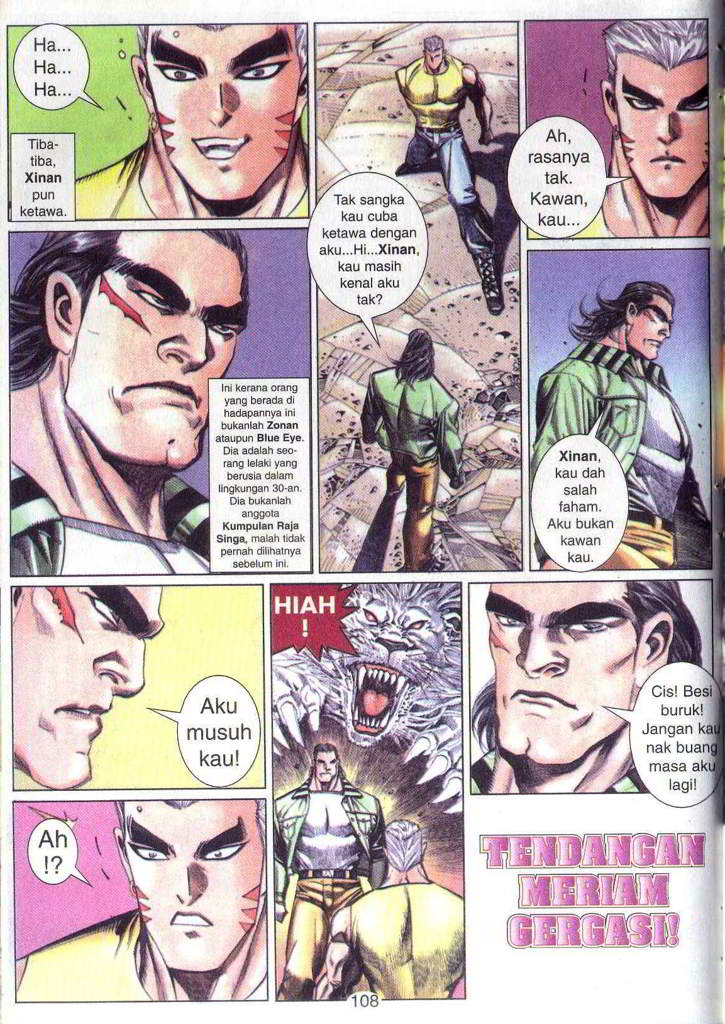 Ha...
Ha...
Ha...
Tiba-
tiba,
Xinan
pun
ketawa.
Tak sangka
kau cuba
ketawa dengan
aku...Hi...Xinan,
kau masih
kenal aku
tak?
Ah,
rasanya
tak.
Kawan,
kau...
Ini kerana orang
yang berada di
hadapannya ini
bukanlah Zonan
ataupun Blue Eye.
Dia adalah seo-
rang lelaki yang
berusia dalam
lingkungan 30-an.
Dia bukanlah
anggota
Kumpulan Raja
Singa, malah tidak
pernah dilihatnya
sebelum ini.
Xinan,
kau dah
salah
faham.
Aku bukan
kawan
kau.
Aku
musuh
kau!
Ah
!?
HIAH
!
Cis! Besi
buruk!
Jangan kau
nak buang
masa aku
lagi!
TENDANGAN
MERIAM
GERGASI!
108